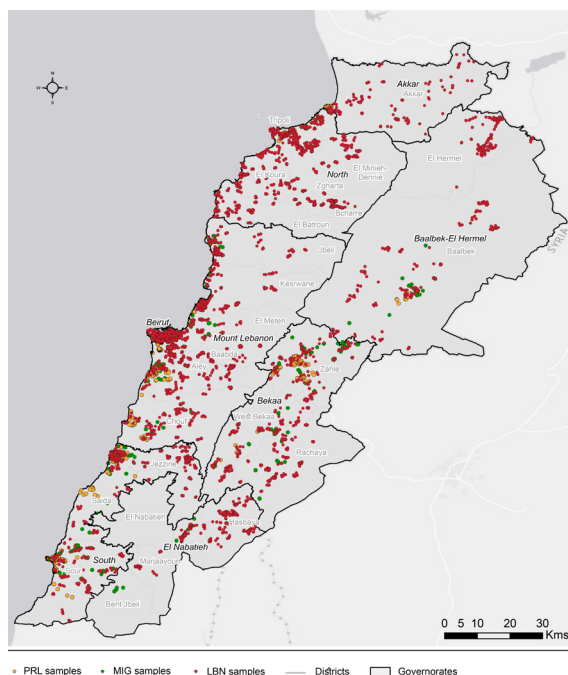 N
W E
S
Akkar
Akkar
Tripoli
El Hermel
El Koura
North
El Minieh-
Dennie
Zgharta
Bcharre
El Batroun
Baalbek-El Hermel
Baalbek
SYRIA
Jbeil
Kesrwane
Beirut
El Meten
Mount Lebanon
Baabda
Aley
Zahle
Bekaa
Chouf
West Bekaa
Jezzine
Rachaya
Saida
El Nabatieh
Hasbaya
El Nabatieh
South
Sour
Marjaayoun
Bent Jbeil
0 5 10 20 30
Kms
PRL samples MIG samples LBN samples Districts Governorates